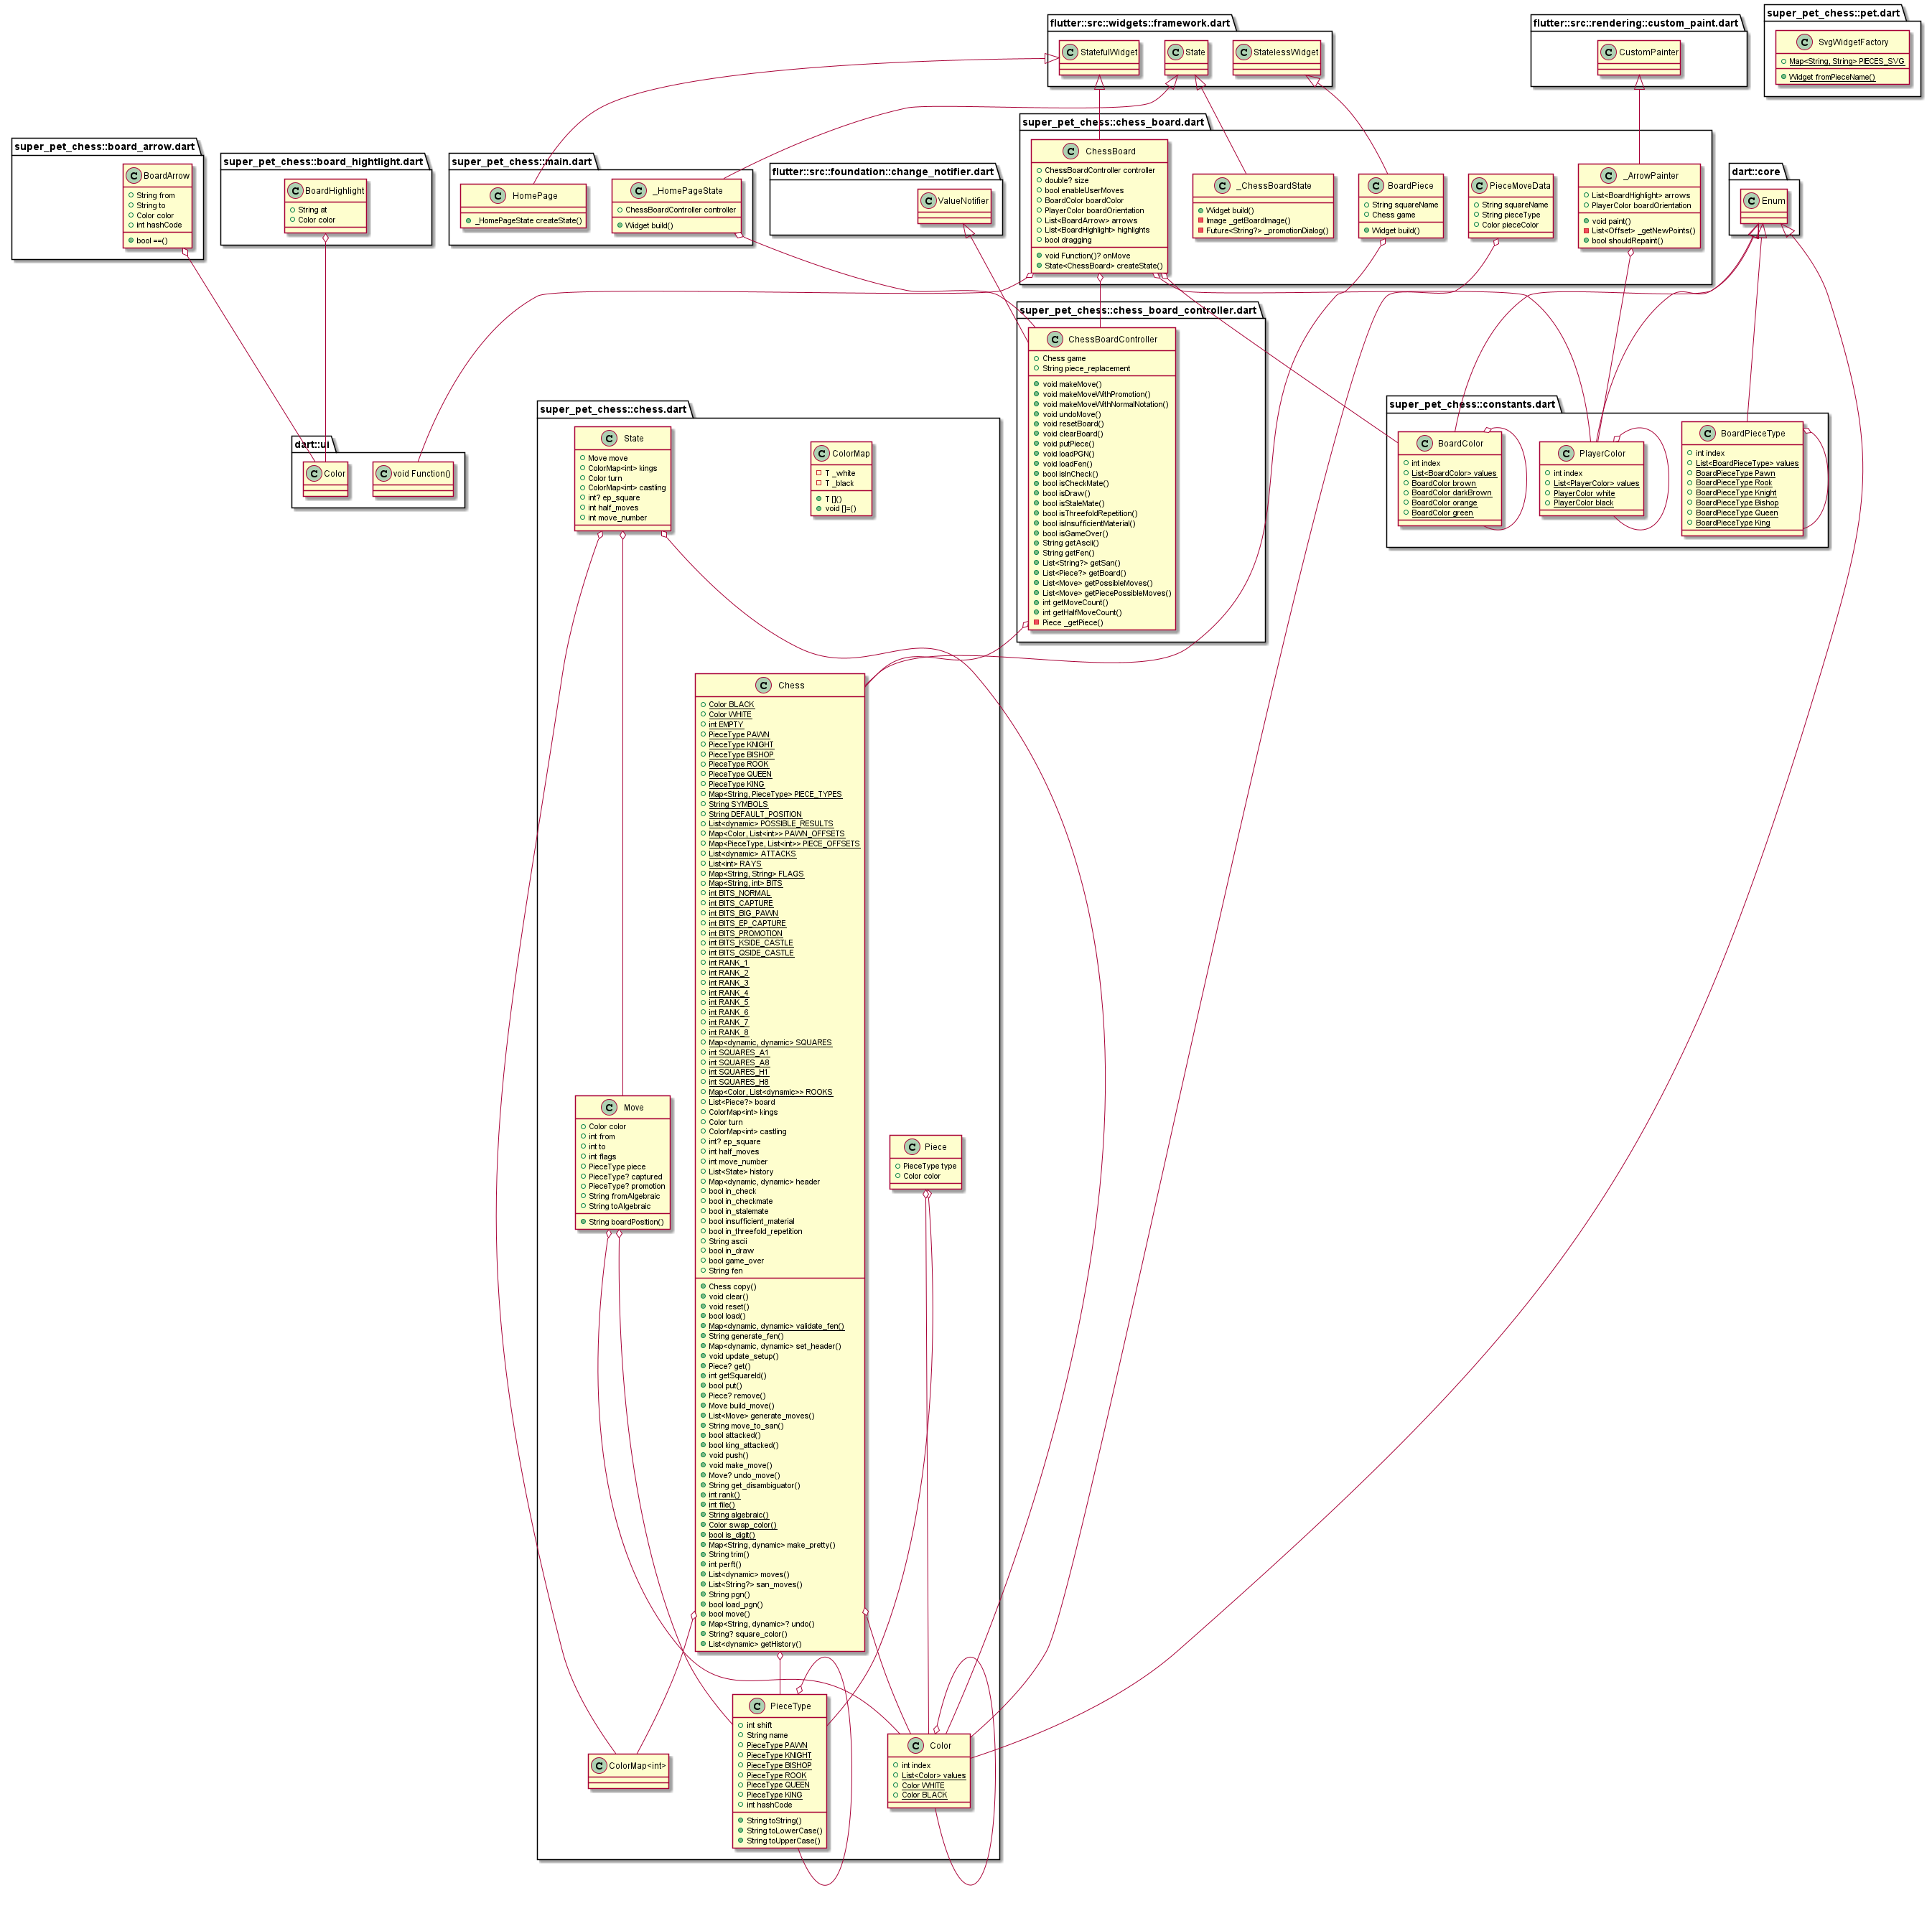 flutter::src::widgets::framework.dart
C StatefulWidget
C State
C StatelessWidget
flutter::src::rendering::custom_paint.dart
C CustomPainter
super_pet_chess::pet.dart
C SvgWidgetFactory
Map<String, String> PIECES_SVG
Widget fromPieceName()
super_pet_chess::board_arrow.dart
C BoardArrow
String from
String to
Color color
int hashCode
bool ==()
super_pet_chess::board_hightlight.dart
C BoardHighlight
String at
Color color
super_pet_chess::main.dart
C HomePage
_HomePageState createState()
C _HomePageState
ChessBoardController controller
Widget build()
flutter::src::foundation::change_notifier.dart
C ValueNotifier
super_pet_chess::chess_board.dart
C ChessBoard
ChessBoardController controller
double? size
bool enableUserMoves
BoardColor boardColor
PlayerColor boardOrientation
List<BoardArrow> arrows
List<BoardHighlight> highlights
bool dragging
void Function()? onMove
State<ChessBoard> createState()
C _ChessBoardState
Widget build()
Image _getBoardImage()
Future<String?> _promotionDialog()
C BoardPiece
String squareName
Chess game
Widget build()
C PieceMoveData
String squareName
String pieceType
Color pieceColor
C _ArrowPainter
List<BoardHighlight> arrows
PlayerColor boardOrientation
void paint()
List<Offset> _getNewPoints()
bool shouldRepaint()
dart::core
C Enum
super_pet_chess::chess_board_controller.dart
C ChessBoardController
Chess game
String piece_replacement
void makeMove()
void makeMoveWithPromotion()
void makeMoveWithNormalNotation()
void undoMove()
void resetBoard()
void clearBoard()
void putPiece()
void loadPGN()
void loadFen()
bool isInCheck()
bool isCheckMate()
bool isDraw()
bool isStaleMate()
bool isThreefoldRepetition()
bool isInsufficientMaterial()
bool isGameOver()
String getAscii()
String getFen()
List<String?> getSan()
List<Piece?> getBoard()
List<Move> getPossibleMoves()
List<Move> getPiecePossibleMoves()
int getMoveCount()
int getHalfMoveCount()
Piece _getPiece()
super_pet_chess::constants.dart
C BoardColor
int index
List<BoardColor> values
BoardColor brown
BoardColor darkBrown
BoardColor orange
BoardColor green
C PlayerColor
int index
List<PlayerColor> values
PlayerColor white
PlayerColor black
C BoardPieceType
int index
List<BoardPieceType> values
BoardPieceType Pawn
BoardPieceType Rook
BoardPieceType Knight
BoardPieceType Bishop
BoardPieceType Queen
BoardPieceType King
dart::ui
C Color
C void Function()
super_pet_chess::chess.dart
C State
Move move
ColorMap<int> kings
Color turn
ColorMap<int> castling
int? ep_square
int half_moves
int move_number
C ColorMap
T _white
T _black
T []()
void []=()
C Chess
Color BLACK
Color WHITE
int EMPTY
PieceType PAWN
PieceType KNIGHT
PieceType BISHOP
PieceType ROOK
PieceType QUEEN
PieceType KING
Map<String, PieceType> PIECE_TYPES
String SYMBOLS
String DEFAULT_POSITION
List<dynamic> POSSIBLE_RESULTS
Map<Color, List<int>> PAWN_OFFSETS
Map<PieceType, List<int>> PIECE_OFFSETS
List<dynamic> ATTACKS
List<int> RAYS
Map<String, String> FLAGS
Map<String, int> BITS
int BITS_NORMAL
int BITS_CAPTURE
int BITS_BIG_PAWN
int BITS_EP_CAPTURE
int BITS_PROMOTION
int BITS_KSIDE_CASTLE
int BITS_QSIDE_CASTLE
int RANK_1
int RANK_2
int RANK_3
int RANK_4
int RANK_5
int RANK_6
int RANK_7
int RANK_8
Map<dynamic, dynamic> SQUARES
int SQUARES_A1
int SQUARES_A8
int SQUARES_H1
int SQUARES_H8
Map<Color, List<dynamic>> ROOKS
List<Piece?> board
ColorMap<int> kings
Color turn
ColorMap<int> castling
int? ep_square
int half_moves
int move_number
List<State> history
Map<dynamic, dynamic> header
bool in_check
bool in_checkmate
bool in_stalemate
bool insufficient_material
bool in_threefold_repetition
String ascii
bool in_draw
bool game_over
String fen
Chess copy()
void clear()
void reset()
bool load()
Map<dynamic, dynamic> validate_fen()
String generate_fen()
Map<dynamic, dynamic> set_header()
void update_setup()
Piece? get()
int getSquareId()
bool put()
Piece? remove()
Move build_move()
List<Move> generate_moves()
String move_to_san()
bool attacked()
bool king_attacked()
void push()
void make_move()
Move? undo_move()
String get_disambiguator()
int rank()
int file()
String algebraic()
Color swap_color()
bool is_digit()
Map<String, dynamic> make_pretty()
String trim()
int perft()
List<dynamic> moves()
List<String?> san_moves()
String pgn()
bool load_pgn()
bool move()
Map<String, dynamic>? undo()
String? square_color()
List<dynamic> getHistory()
C Move
Color color
int from
int to
int flags
PieceType piece
PieceType? captured
PieceType? promotion
String fromAlgebraic
String toAlgebraic
String boardPosition()
C Piece
PieceType type
Color color
C ColorMap<int>
C PieceType
int shift
String name
PieceType PAWN
PieceType KNIGHT
PieceType BISHOP
PieceType ROOK
PieceType QUEEN
PieceType KING
int hashCode
String toString()
String toLowerCase()
String toUpperCase()
C Color
int index
List<Color> values
Color WHITE
Color BLACK